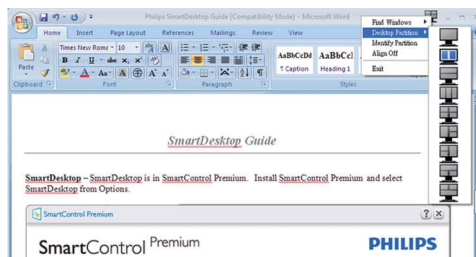 Philips SmartDesktop Guide [Compatibility Mode] - Microsoft Word
Home Insert Page Layout References Mailings Review View
Find Windows
Desktop Partition
Identify Partition
Align Off
Exit
Times New Roma 10
Paste
B I U abc
AaBbCcDd AaBbCcl
¶ Caption Heading 1
Clipboard Font Paragraph Styles
SmartDesktop Guide
SmartDesktop – SmartDesktop is in SmartControl Premium. Install SmartControl Premium and select
SmartDesktop from Options.
SmartControl Premium
SmartControl Premium
PHILIPS